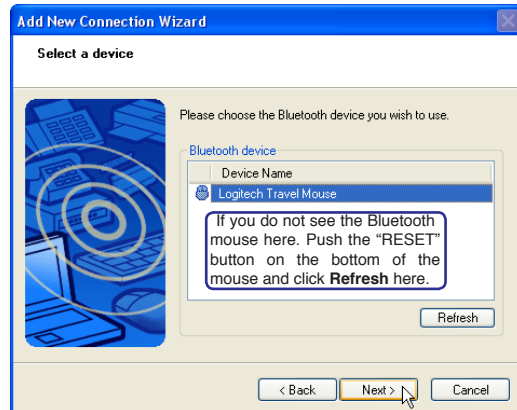 Add New Connection Wizard
Select a device
Please choose the Bluetooth device you wish to use.
Bluetooth device
Device Name
Logitech Travel Mouse
If you do not see the Bluetooth
mouse here. Push the “RESET”
button on the bottom of the
mouse and click Refresh here.
Refresh
< Back
Next >
Cancel